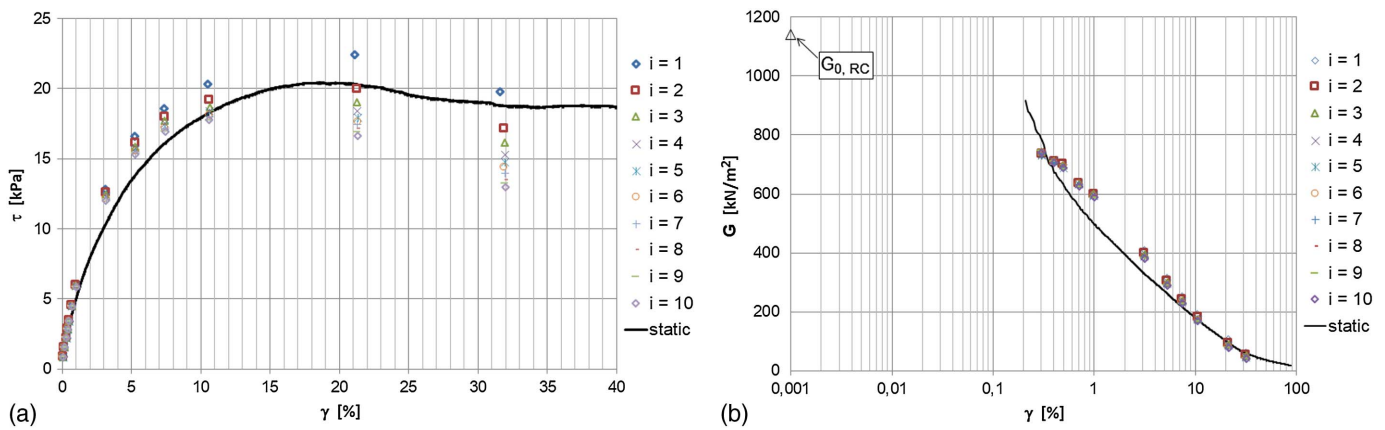 25
20
15
10
5
0
τ [kPa]
0 5 10 15 20 25 30 35 40
γ [%]
(a)
i = 1
i = 2
i = 3
i = 4
i = 5
i = 6
i = 7
i = 8
i = 9
i = 10
static
1200
1000
800
600
400
200
0
G [kN/m²]
G0, RC
0,001 0,01 0,1 1 10 100
γ [%]
(b)
i = 1
i = 2
i = 3
i = 4
i = 5
i = 6
i = 7
i = 8
i = 9
i = 10
static